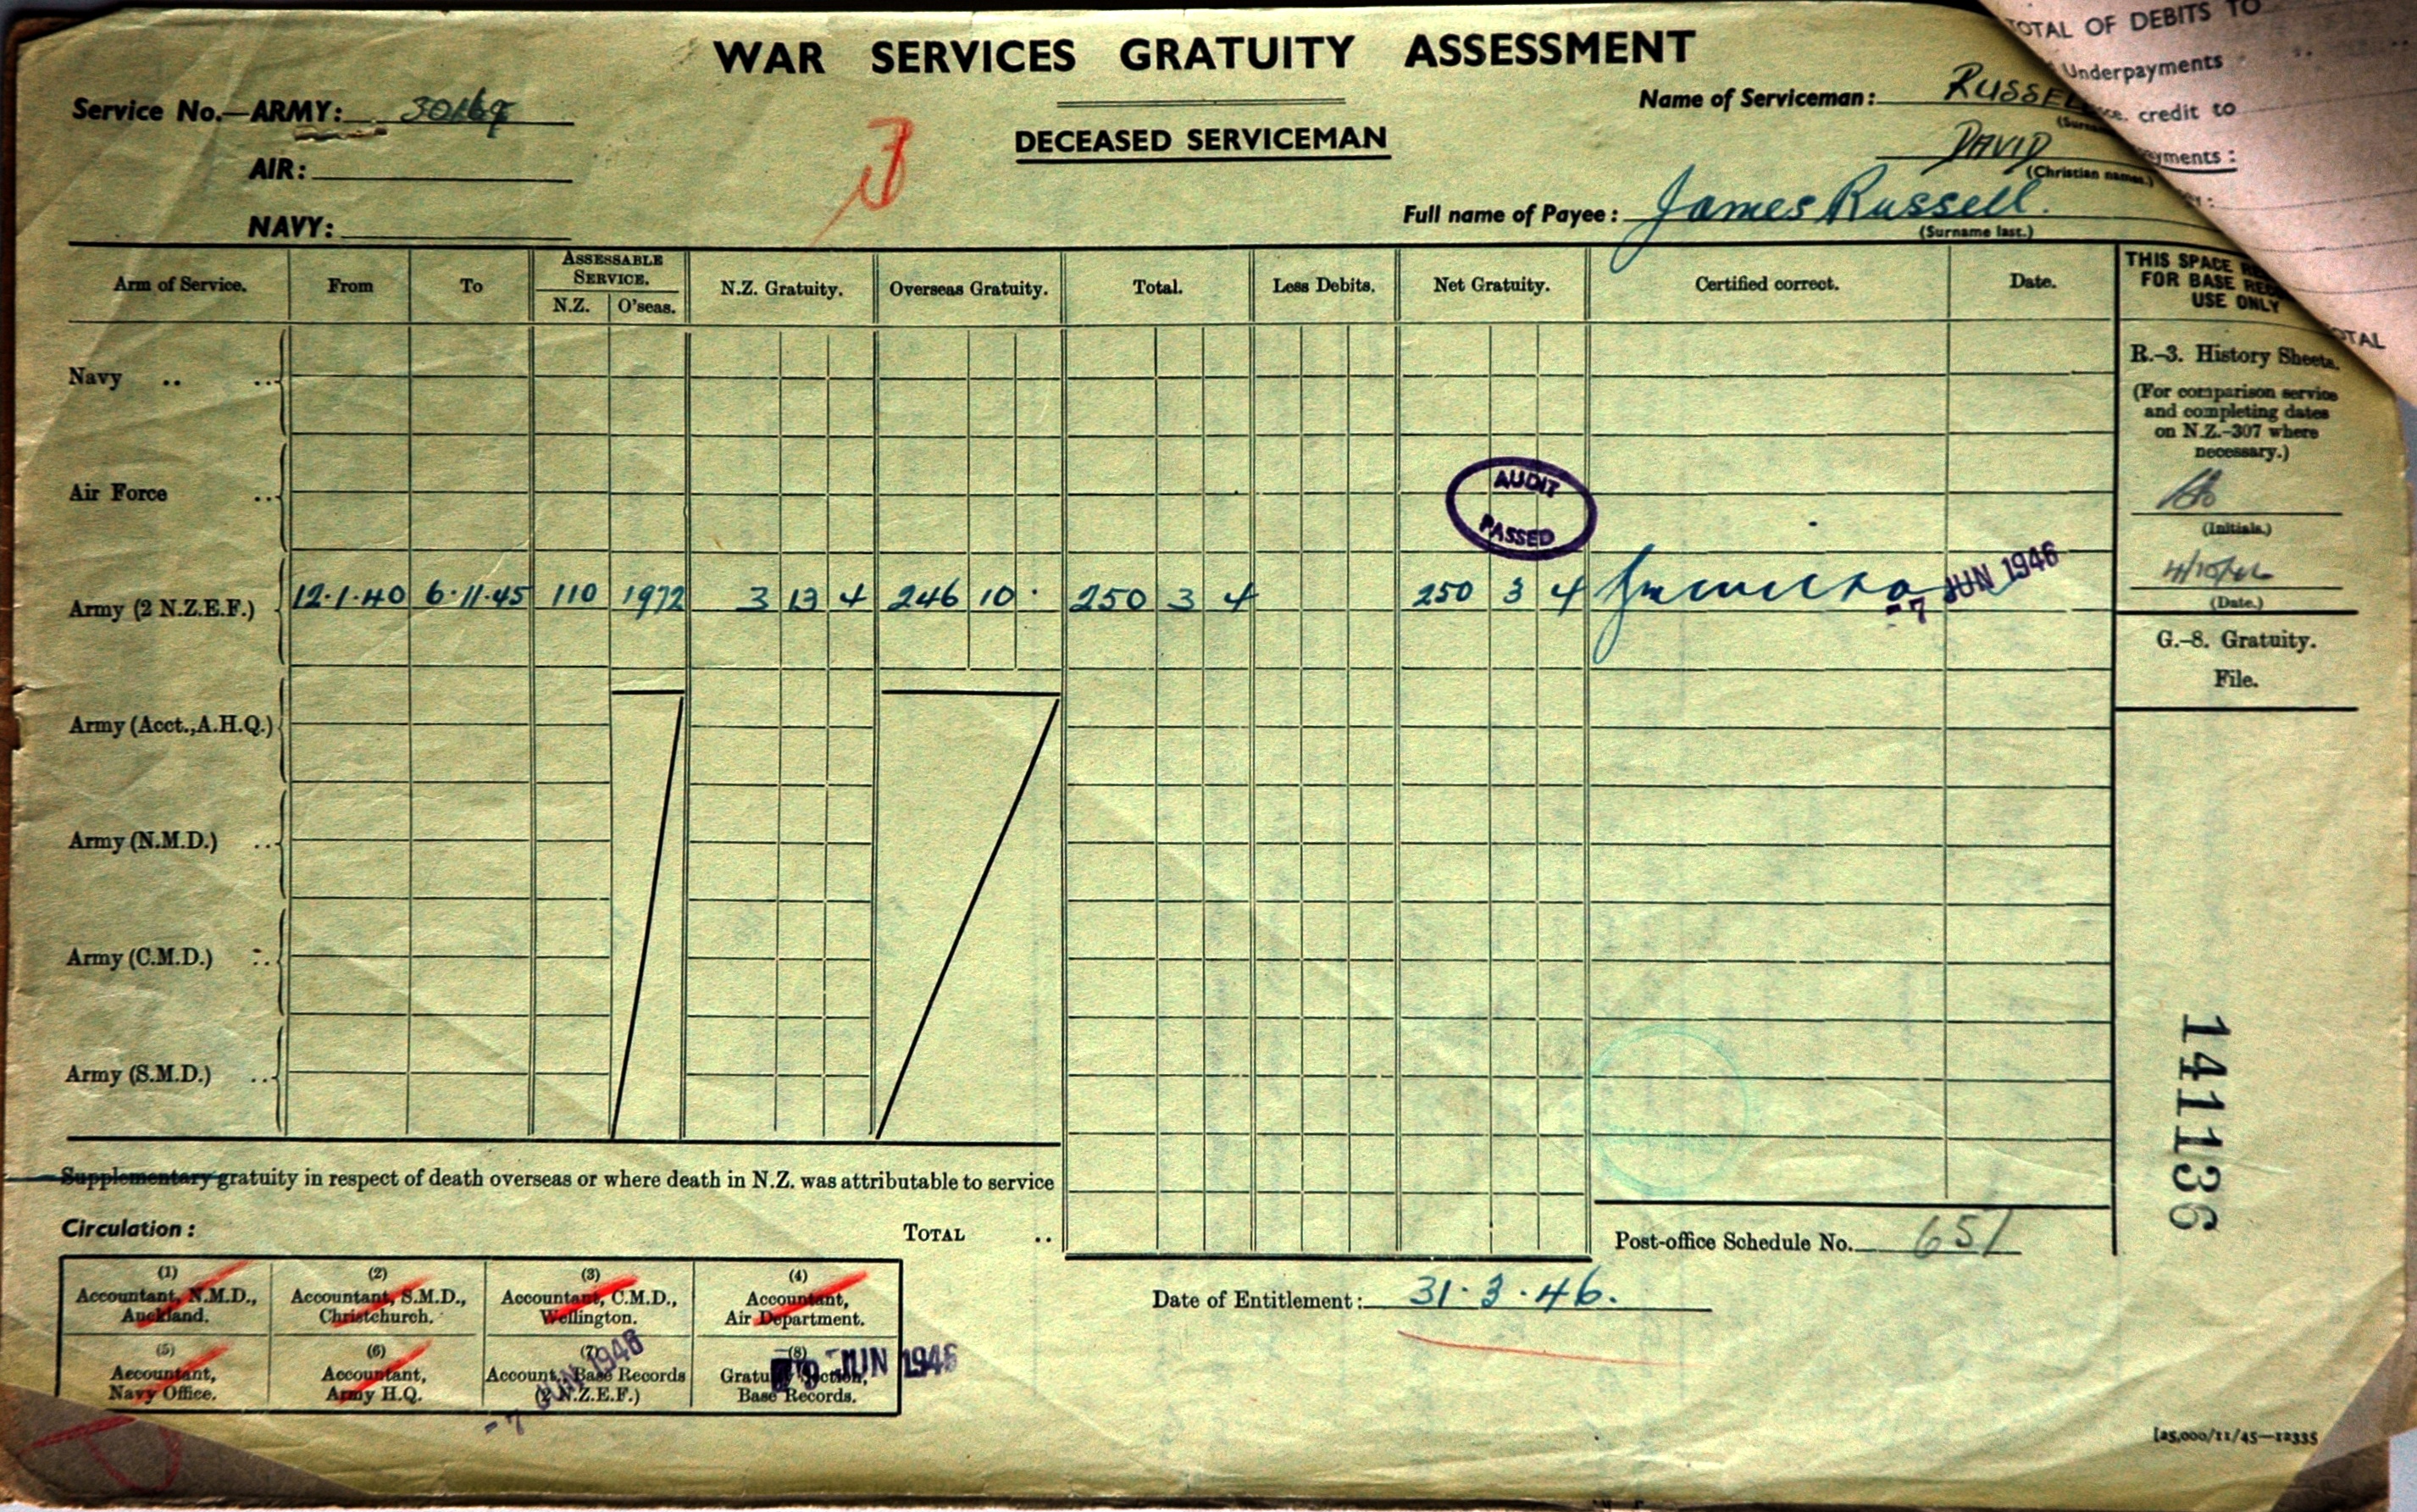 WAR SERVICES GRATUITY ASSESSMENT
DECEASED SERVICEMAN
Service No.—ARMY:
AIR:
NAVY:
Name of Serviceman:
DAVID
(Christian names.)
Full name of Payee: James Russell.
(Surname last.)
OTAL OF DEBITS TO
Underpayments
credit to
Arm of Service. From To ASSESSABLE SERVICE. N.Z. O'seas. N.Z. Gratuity. Overseas Gratuity. Total. Less Debits. Net Gratuity. Certified correct. Date.
THIS SPACE
FOR BASE
USE ONLY
OTAL
Navy .. ..
Air Force ..
Army (2 N.Z.E.F.) 12.1.40 6.11.45 110 1972 3 13 4 246 10 . 250 3 4 250 3 4 -7 JUN 1946
AUDIT
PASSED
Army (Acct., A.H.Q.)
Army (N.M.D.) ..
Army (C.M.D.) ..
Army (S.M.D.) ..
R.-3. History Sheets.
(For comparison service
and completing dates
on N.Z.-307 where
necessary.)
(Initials.)
(Date.)
G.-8. Gratuity.
File.
141136
Supplementary gratuity in respect of death overseas or where death in N.Z. was attributable to service
Circulation:
TOTAL ..
Post-office Schedule No. 651
Date of Entitlement: 31.3.46.
(1)
Accountant, N.M.D.,
Auckland.
(2)
Accountant, S.M.D.,
Christchurch.
(3)
Accountant, C.M.D.,
Wellington.
(4)
Accountant,
Air Department.
(5)
Accountant,
Navy Office.
(6)
Accountant,
Army H.Q.
(7)
Account., Base Records
(2 N.Z.E.F.)
-7 JUN 1946
(8)
Base Records.
JUN 1946
[25,000/11/45—12335